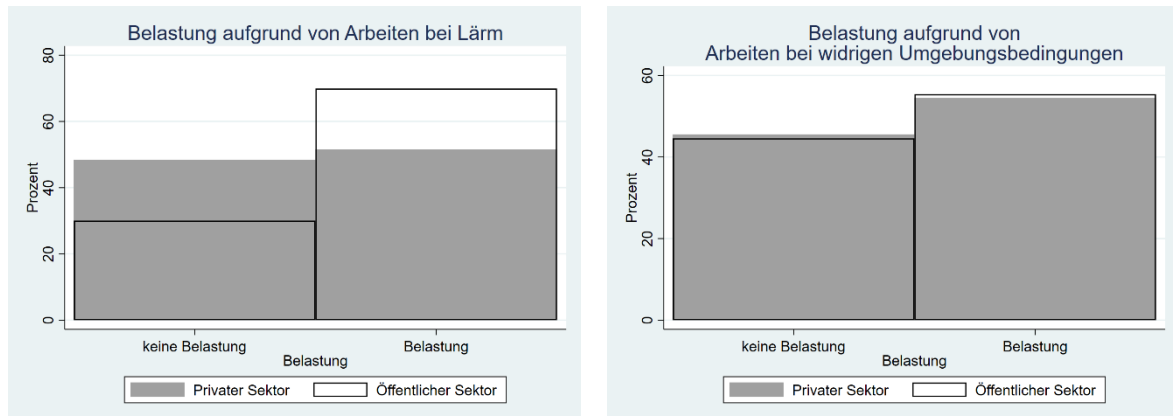 Belastung aufgrund von Arbeiten bei Lärm
Prozent
80
60
40
20
0
keine Belastung Belastung
Belastung
Privater Sektor Öffentlicher Sektor
Belastung aufgrund von
Arbeiten bei widrigen Umgebungsbedingungen
Prozent
60
40
20
0
keine Belastung Belastung
Belastung
Privater Sektor Öffentlicher Sektor